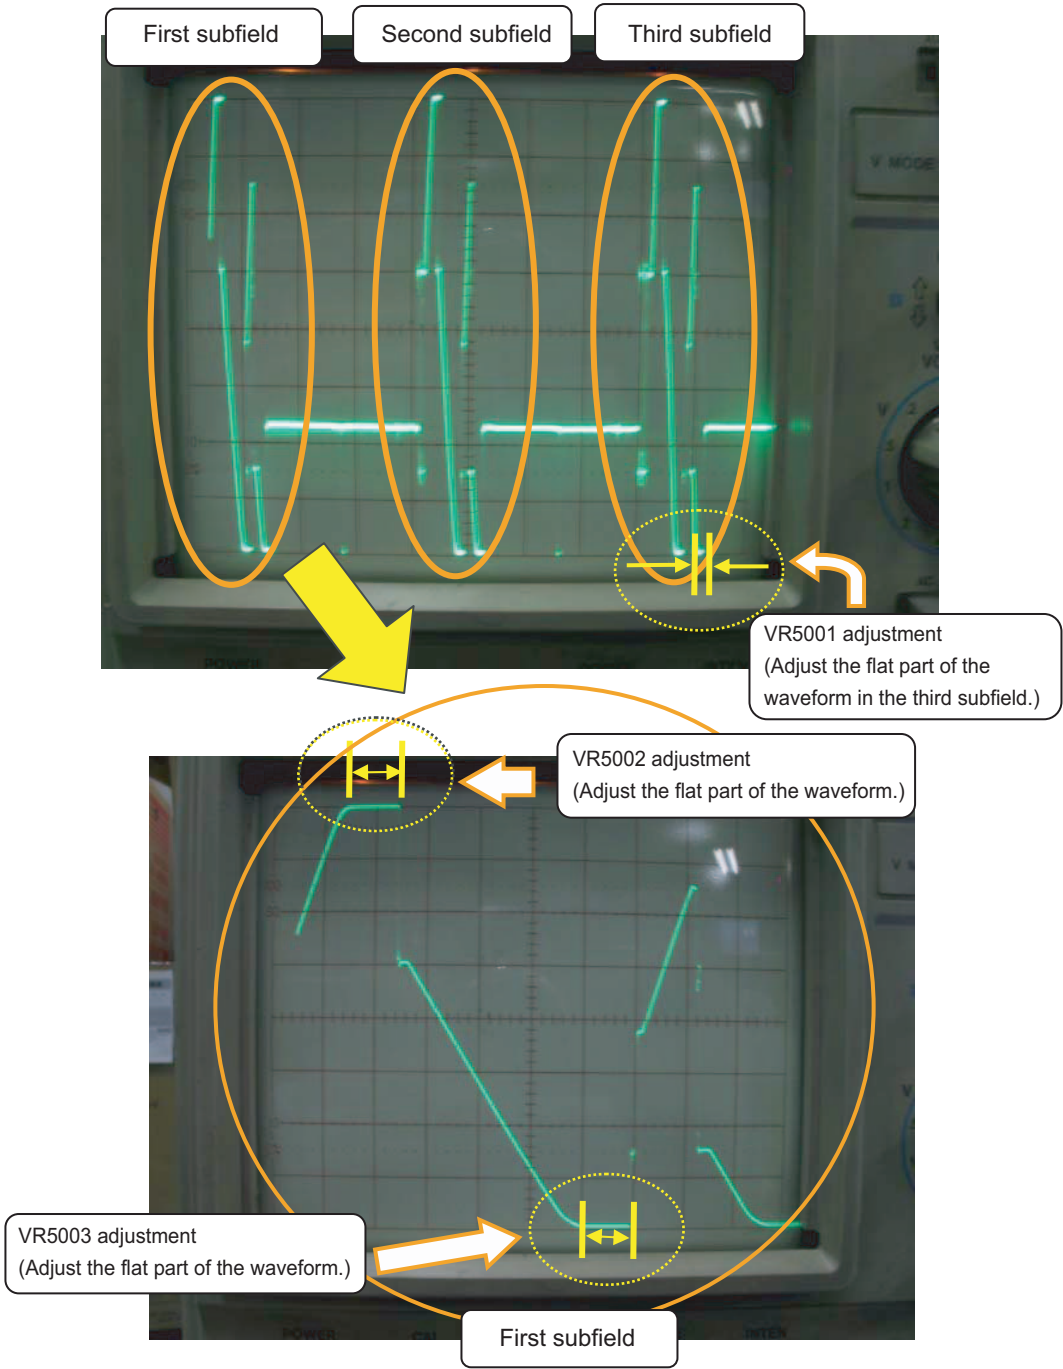 First subfield
Second subfield
Third subfield
V MODE
VR5001 adjustment
(Adjust the flat part of the
waveform in the third subfield.)
VR5002 adjustment
(Adjust the flat part of the waveform.)
VR5003 adjustment
(Adjust the flat part of the waveform.)
First subfield